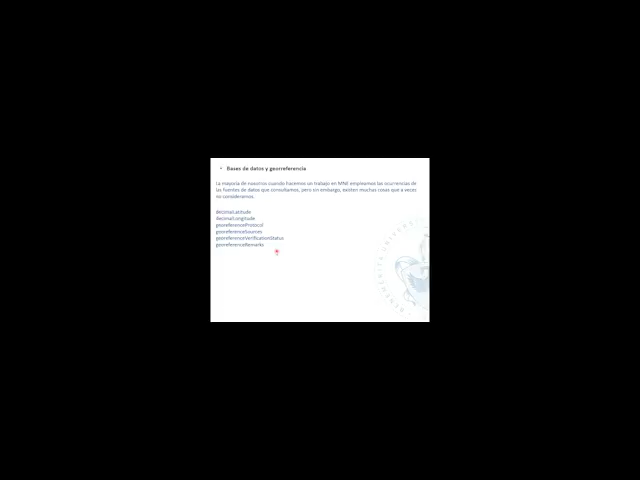 • Bases de datos y georreferencia
La mayoría de nosotros cuando hacemos un trabajo en MNE empleamos las ocurrencias de
las fuentes de datos que consultamos, pero sin embargo, existen muchas cosas que a veces
no consideremos.
decimalLatitude
decimalLongitude
georeferenceProtocol
georeferenceSources
georeferenceVerificationStatus
georeferenceRemarks